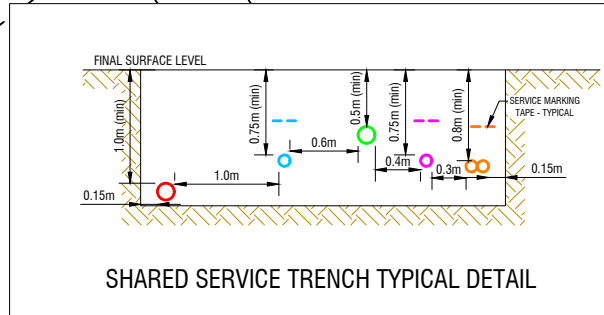 FINAL SURFACE LEVEL
1.0m (min)
0.75m (min)
0.5m (min)
0.75m (min)
0.8m (min)
SERVICE MARKING
TAPE - TYPICAL
0.6m
0.4m
1.0m
0.3m
0.15m
0.15m
SHARED SERVICE TRENCH TYPICAL DETAIL